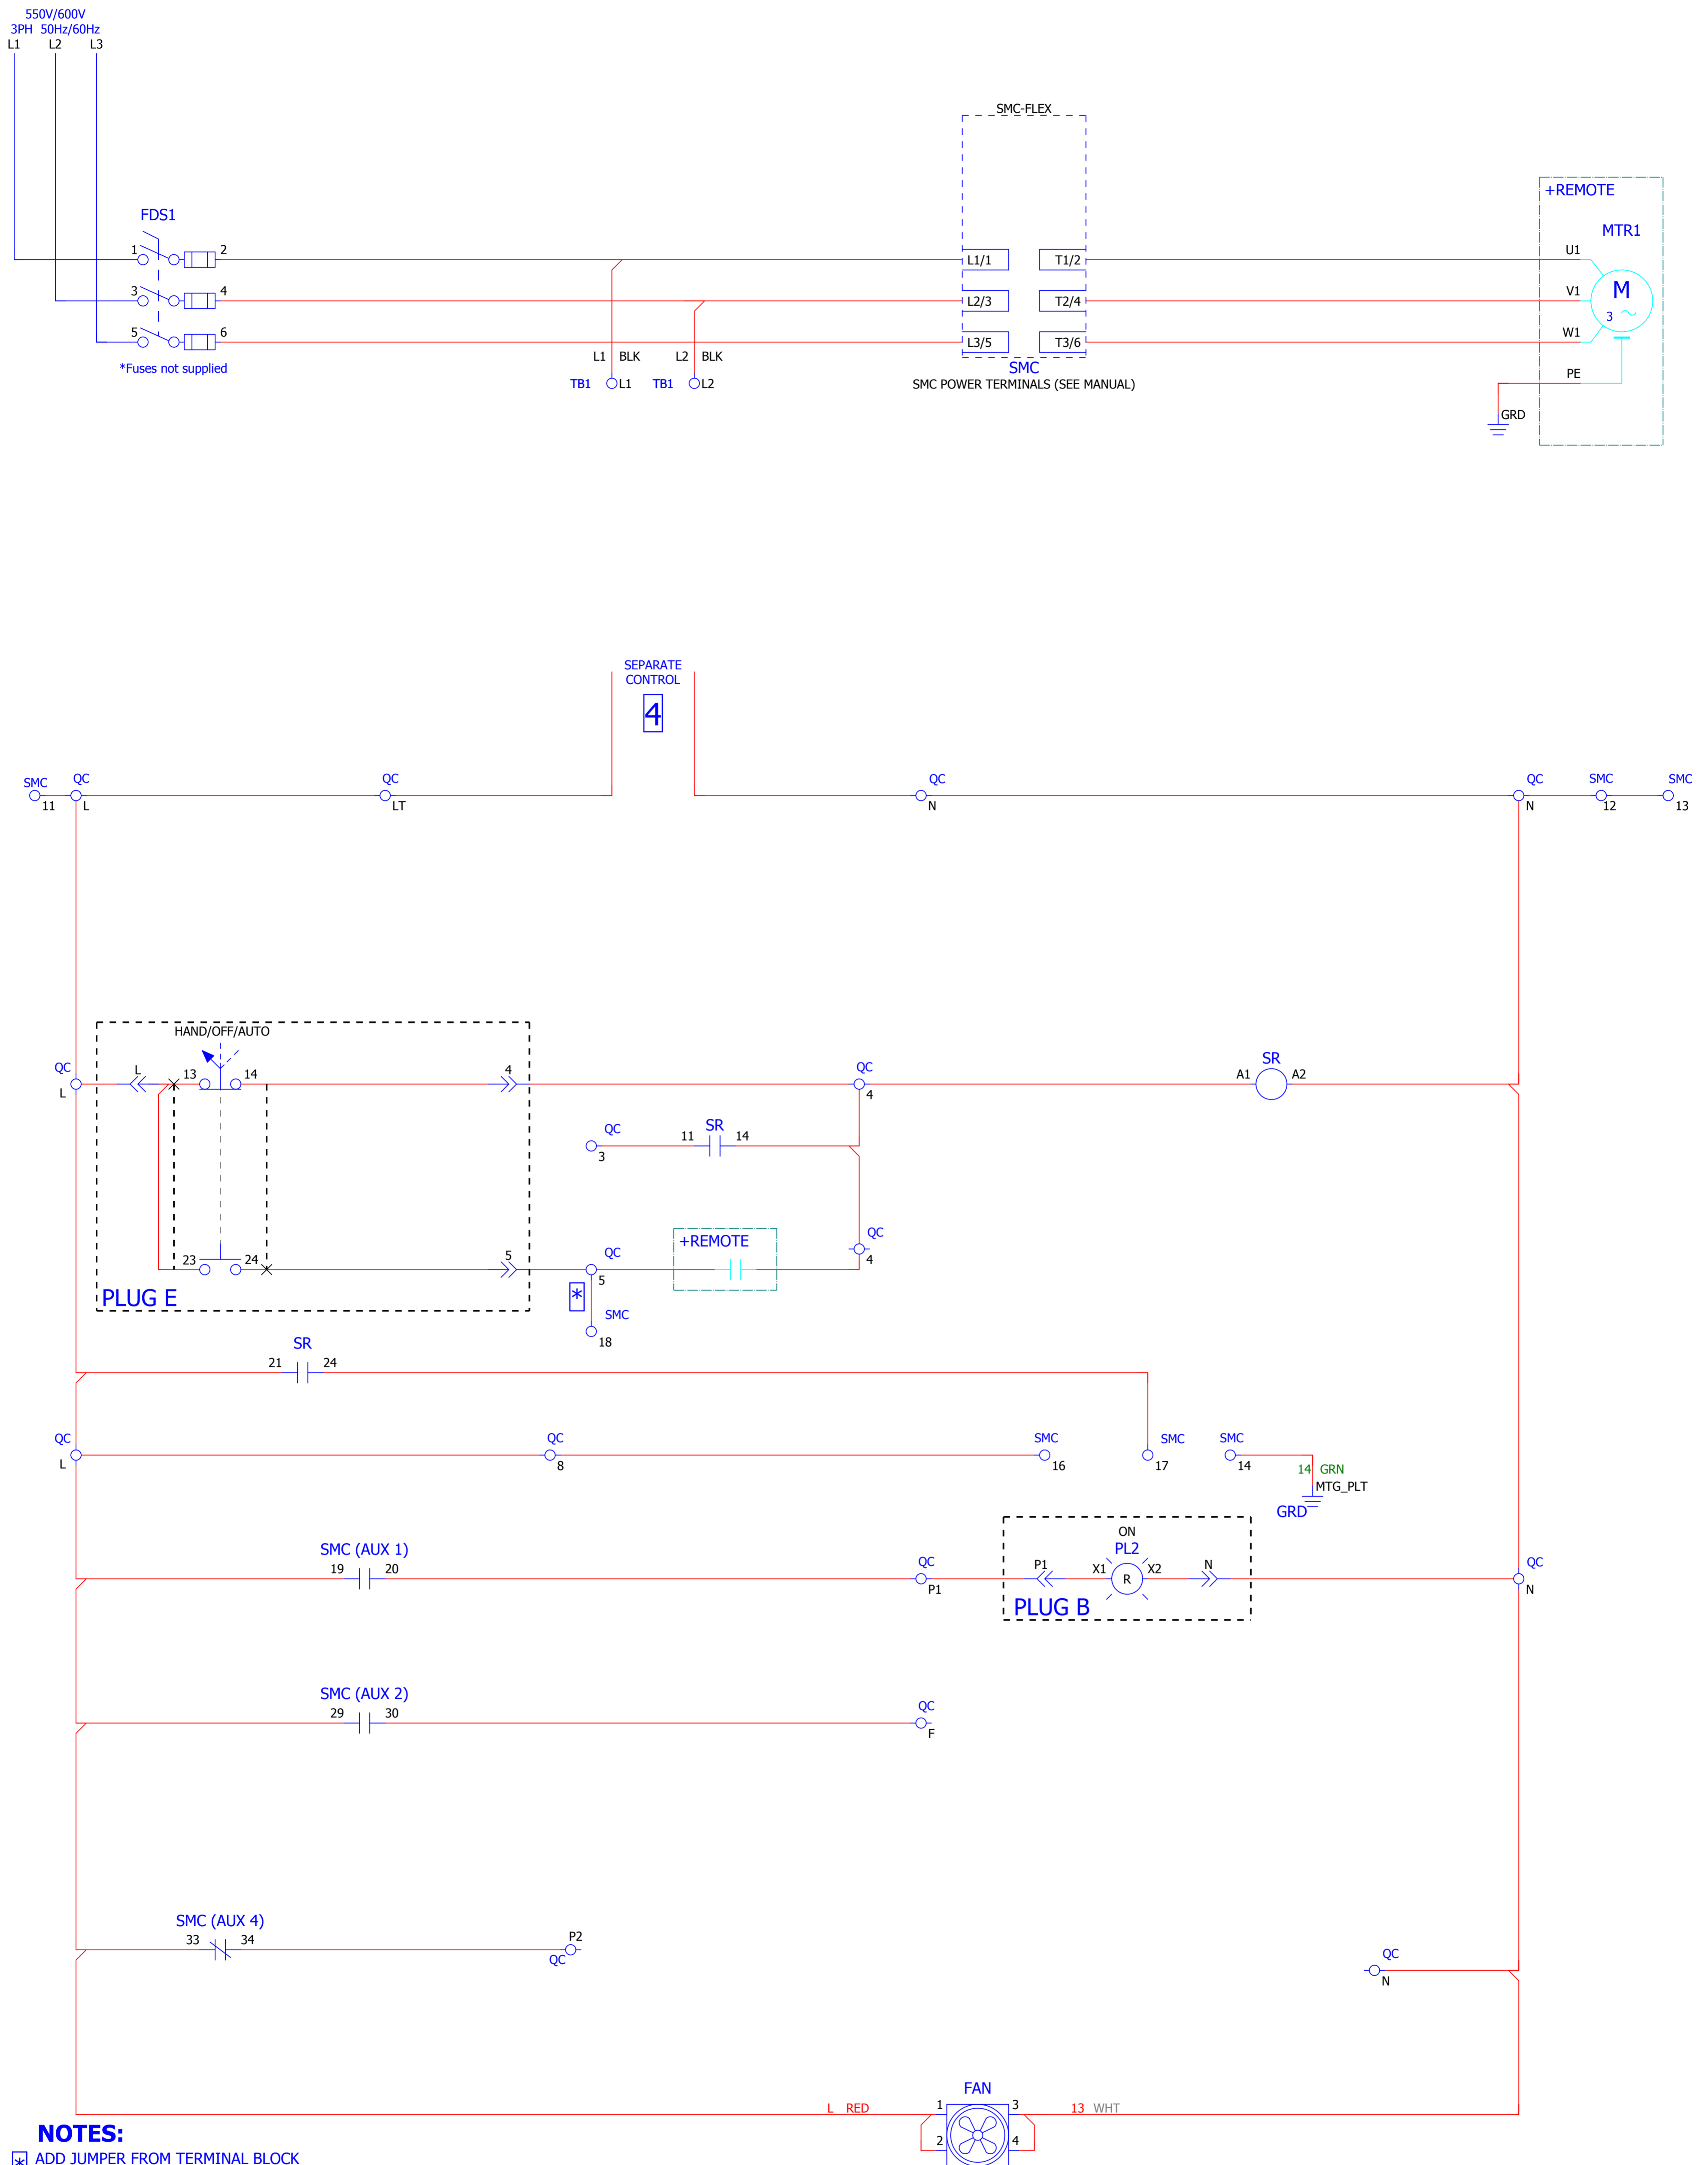 550V/600V
3PH 50Hz/60Hz
L1 L2 L3
SMC-FLEX
+REMOTE
MTR1
FDS1
1 2 L1/1 T1/2 U1
3 4 L2/3 T2/4 V1 M
3
5 6 L3/5 T3/6 W1
*Fuses not supplied
L1 BLK L2 BLK
TB1 L1 TB1 L2
SMC
SMC POWER TERMINALS (SEE MANUAL)
PE
GRD
SEPARATE
CONTROL
4
SMC QC QC QC QC SMC SMC
11 L LT N N 12 13
HAND/OFF/AUTO
QC L 13 14 4 QC SR
L 4 A1 A2
QC 11 SR 14
3
QC
+REMOTE
23 24 5 QC 4
5
PLUG E
*
SMC
18
SR
21 24
QC QC SMC SMC SMC
L 8 16 17 14
14 GRN
MTG_PLT
GRD
ON
SMC (AUX 1) PL2
19 20 QC P1 X1 R X2 N QC
P1 N
PLUG B
SMC (AUX 2)
29 30 QC
F
SMC (AUX 4)
33 34 P2
QC QC
N
FAN
L RED 1 3 13 WHT
2 4
NOTES:
* ADD JUMPER FROM TERMINAL BLOCK